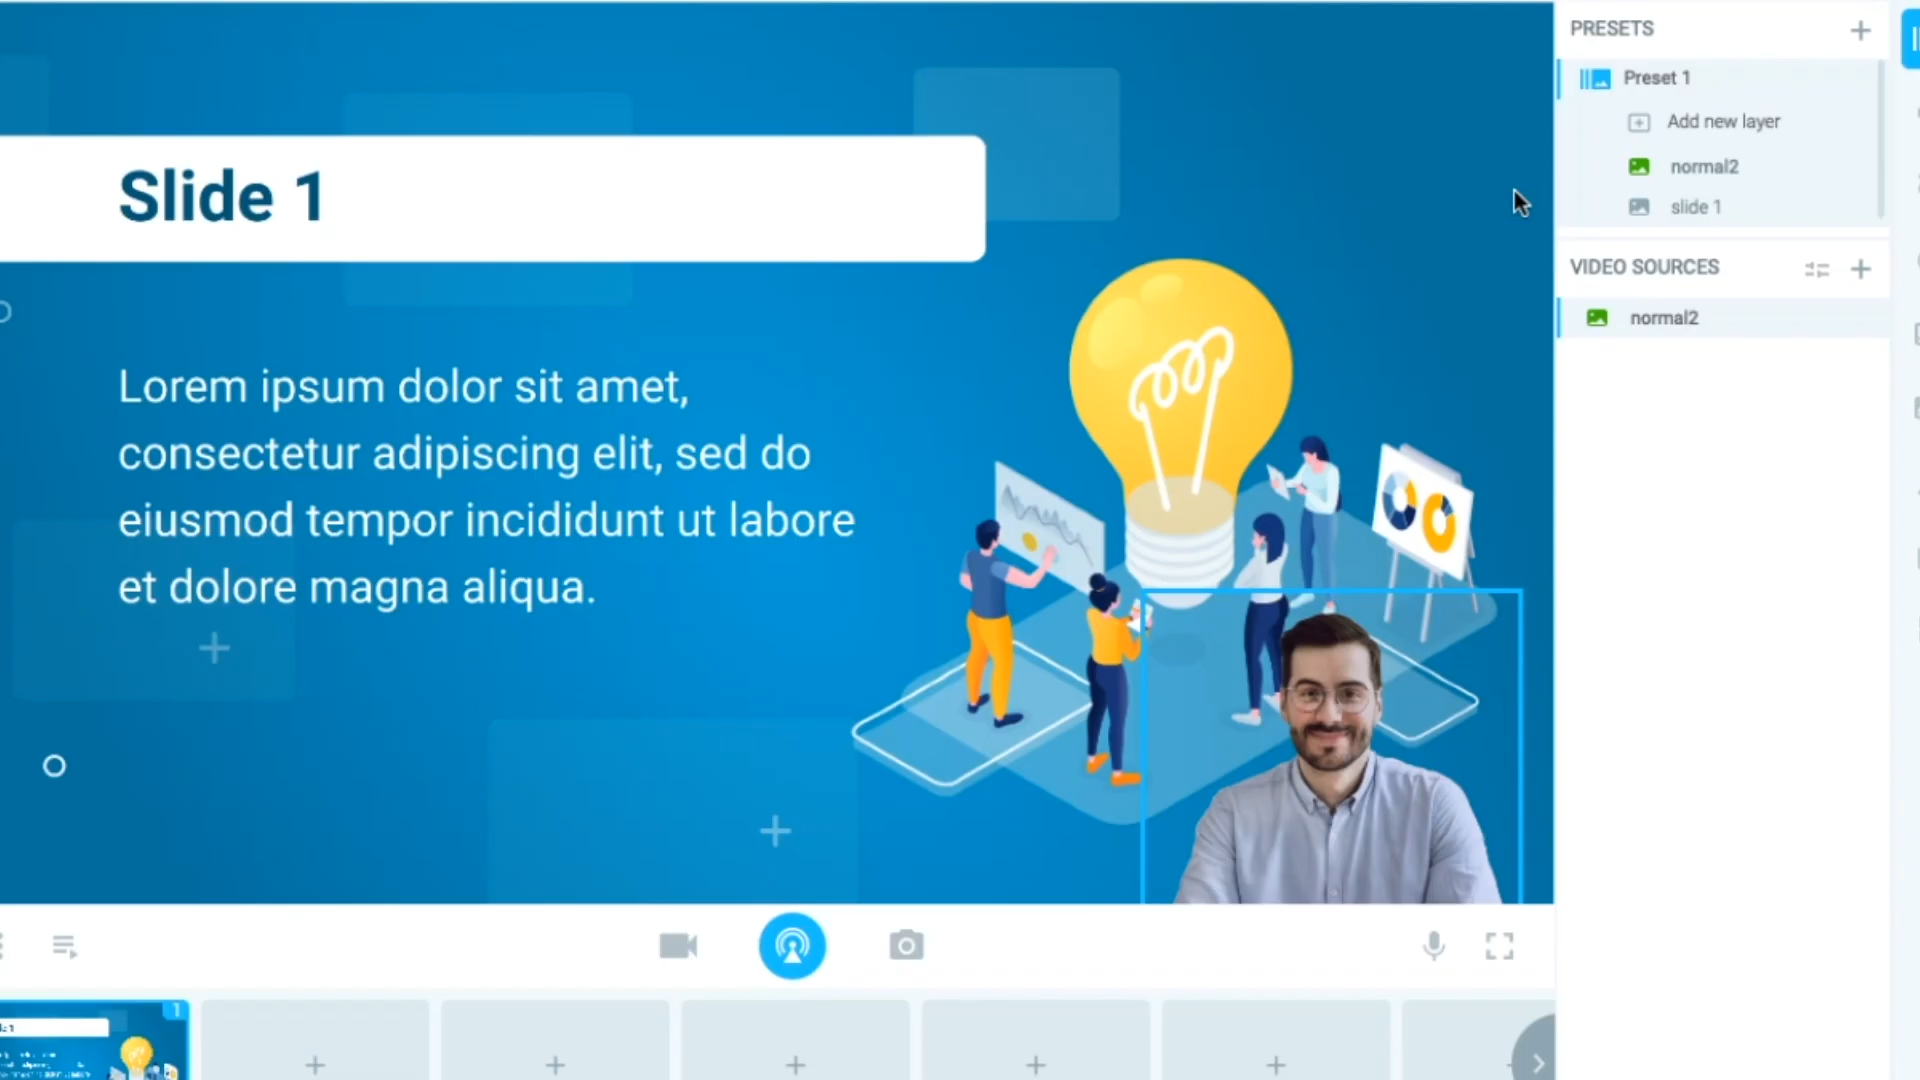 Slide 1
Lorem ipsum dolor sit amet,
consectetur adipiscing elit, sed do
eiusmod tempor incididunt ut labore
et dolore magna aliqua.
PRESETS
Preset 1
Add new layer
normal2
slide 1
VIDEO SOURCES
normal2
1